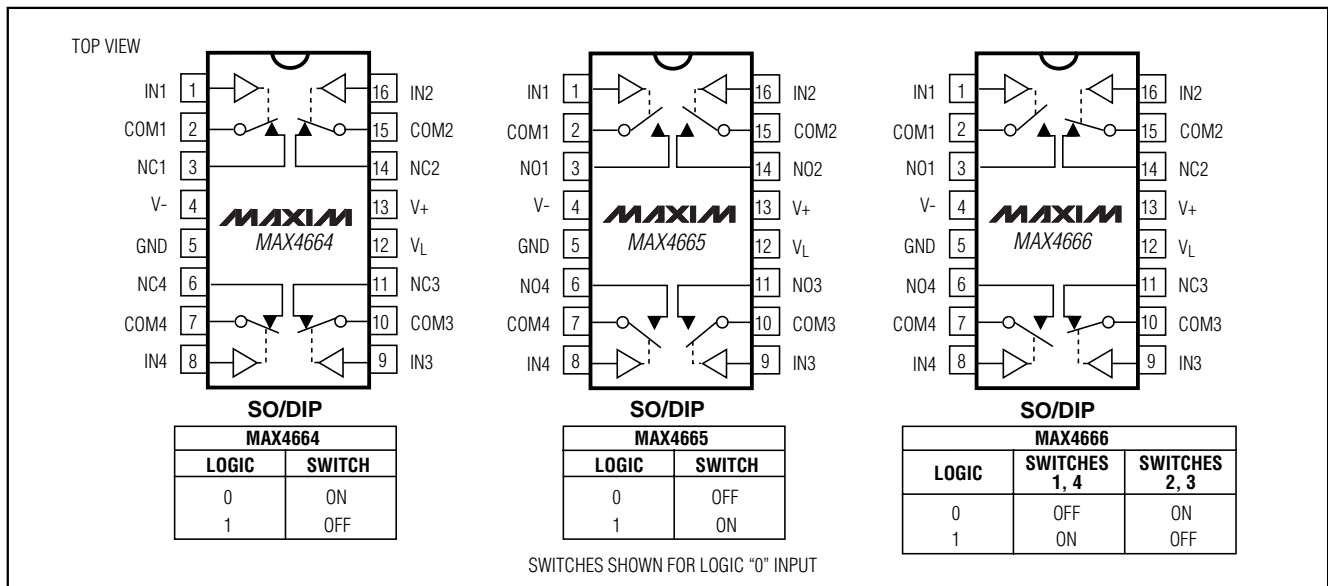 TOP VIEW
IN1 1 16 IN2
COM1 2 15 COM2
NC1 3 14 NC2
V- 4 13 V+
GND 5 12 VL
NC4 6 11 NC3
COM4 7 10 COM3
IN4 8 9 IN3
MAXIM
MAX4664
SO/DIP
MAX4664
LOGIC SWITCH
0 ON
1 OFF
IN1 1 16 IN2
COM1 2 15 COM2
NO1 3 14 NO2
V- 4 13 V+
GND 5 12 VL
NO4 6 11 NO3
COM4 7 10 COM3
IN4 8 9 IN3
MAXIM
MAX4665
SO/DIP
MAX4665
LOGIC SWITCH
0 OFF
1 ON
IN1 1 16 IN2
COM1 2 15 COM2
NO1 3 14 NC2
V- 4 13 V+
GND 5 12 VL
NO4 6 11 NC3
COM4 7 10 COM3
IN4 8 9 IN3
MAXIM
MAX4666
SO/DIP
MAX4666
LOGIC SWITCHES 1, 4 SWITCHES 2, 3
0 OFF ON
1 ON OFF
SWITCHES SHOWN FOR LOGIC “0” INPUT